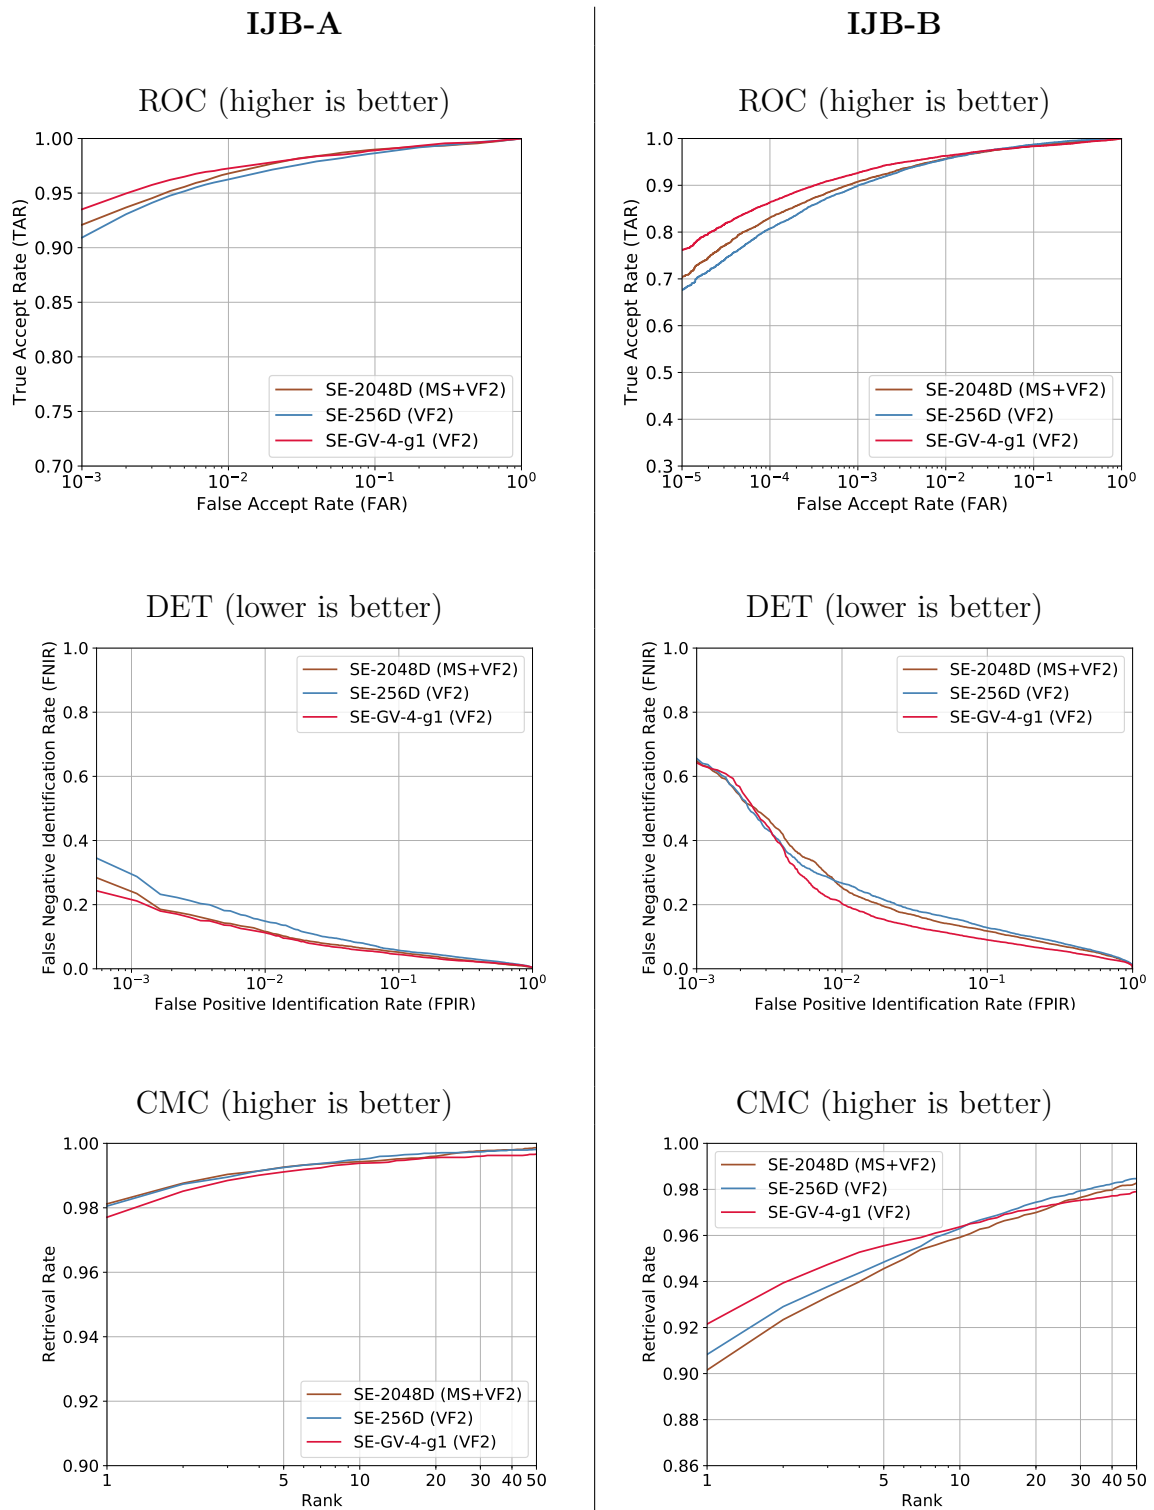 IJB-A
IJB-B
ROC (higher is better)
ROC (higher is better)
True Accept Rate (TAR)
1.00
0.95
0.90
0.85
0.80
0.75
0.70
SE-2048D (MS+VF2)
SE-256D (VF2)
SE-GV-4-g1 (VF2)
10−3 10−2 10−1 100
False Accept Rate (FAR)
True Accept Rate (TAR)
1.0
0.9
0.8
0.7
0.6
0.5
0.4
0.3
SE-2048D (MS+VF2)
SE-256D (VF2)
SE-GV-4-g1 (VF2)
10−5 10−4 10−3 10−2 10−1 100
False Accept Rate (FAR)
DET (lower is better)
DET (lower is better)
False Negative Identification Rate (FNIR)
1.0
0.8
0.6
0.4
0.2
0.0
SE-2048D (MS+VF2)
SE-256D (VF2)
SE-GV-4-g1 (VF2)
10−3 10−2 10−1 100
False Positive Identification Rate (FPIR)
False Negative Identification Rate (FNIR)
1.0
0.8
0.6
0.4
0.2
0.0
SE-2048D (MS+VF2)
SE-256D (VF2)
SE-GV-4-g1 (VF2)
10−3 10−2 10−1 100
False Positive Identification Rate (FPIR)
CMC (higher is better)
CMC (higher is better)
Retrieval Rate
1.00
0.98
0.96
0.94
0.92
0.90
SE-2048D (MS+VF2)
SE-256D (VF2)
SE-GV-4-g1 (VF2)
1 5 10 20 30 40 50
Rank
Retrieval Rate
1.00
0.98
0.96
0.94
0.92
0.90
0.88
0.86
SE-2048D (MS+VF2)
SE-256D (VF2)
SE-GV-4-g1 (VF2)
1 5 10 20 30 40 50
Rank